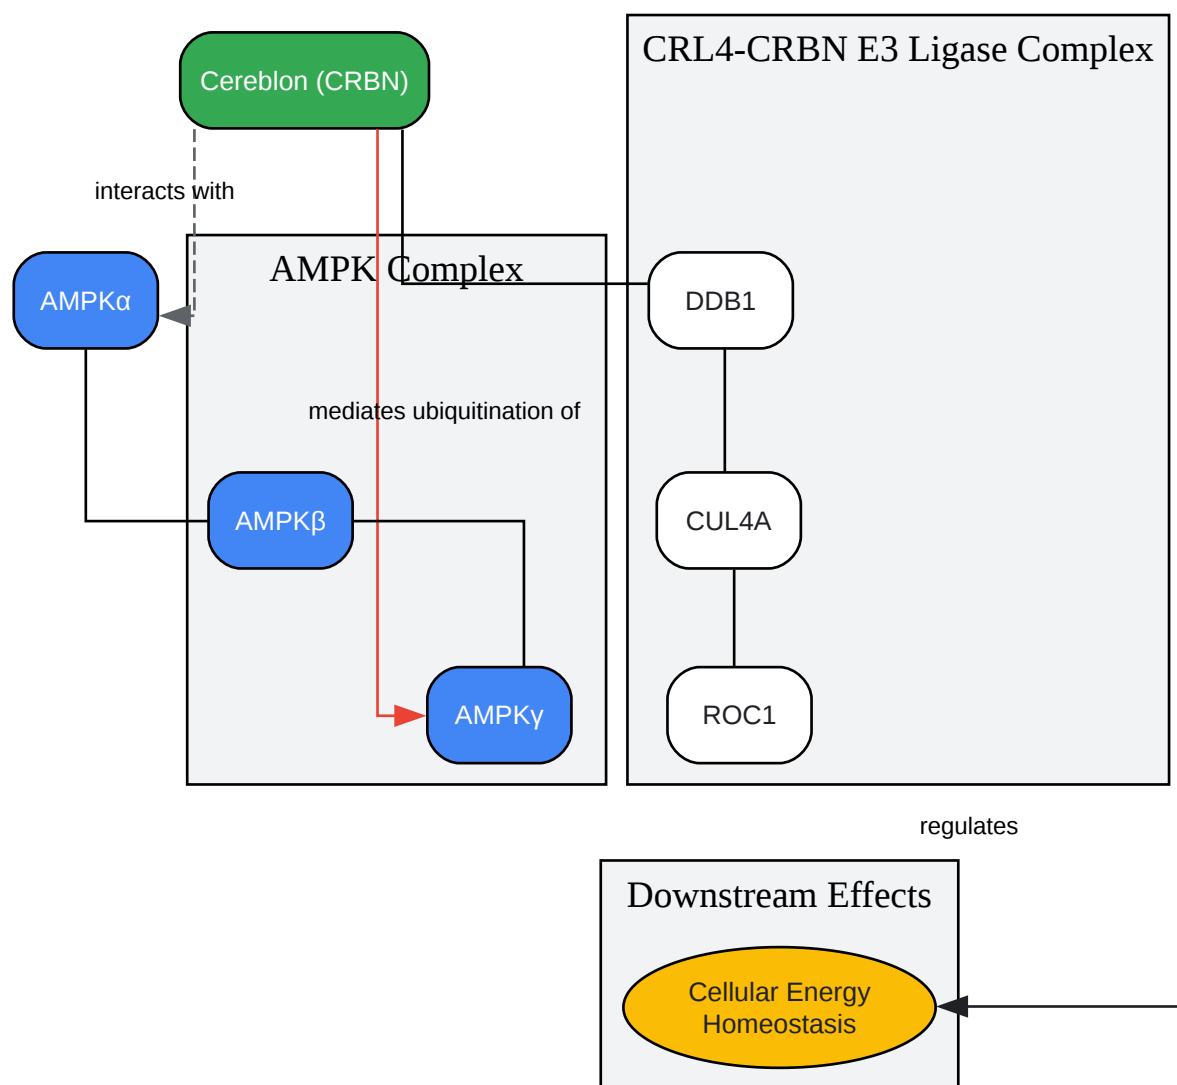 CRL4-CRBN E3 Ligase Complex
Cereblon (CRBN)
interacts with
AMPK Complex
AMPKα
DDB1
mediates ubiquitination of
AMPKβ
CUL4A
AMPKγ
ROC1
regulates
Downstream Effects
Cellular Energy
Homeostasis